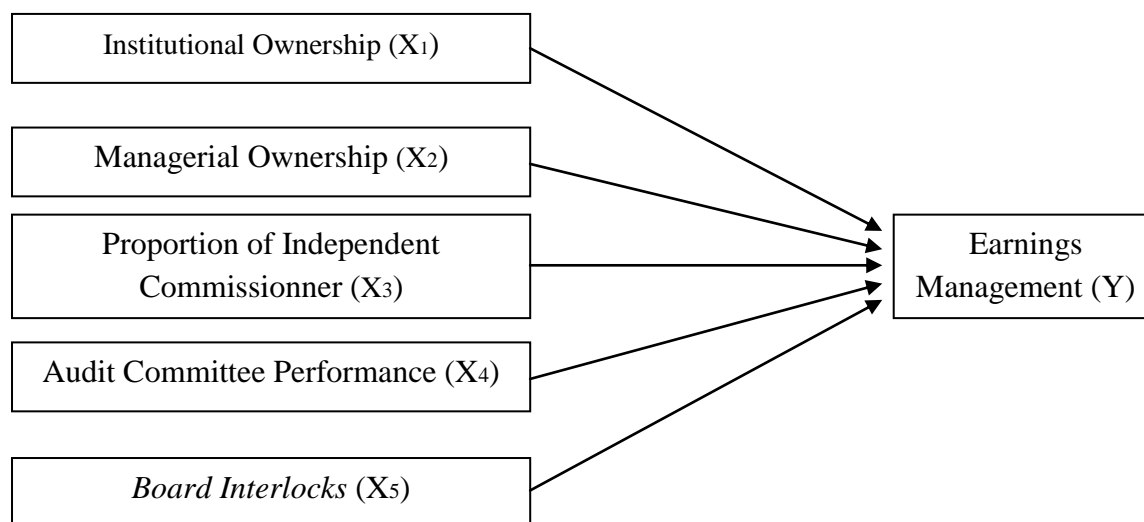 Institutional Ownership (X1)
Managerial Ownership (X2)
Proportion of Independent
Commissionner (X3)
Audit Committee Performance (X4)
Board Interlocks (X5)
Earnings
Management (Y)